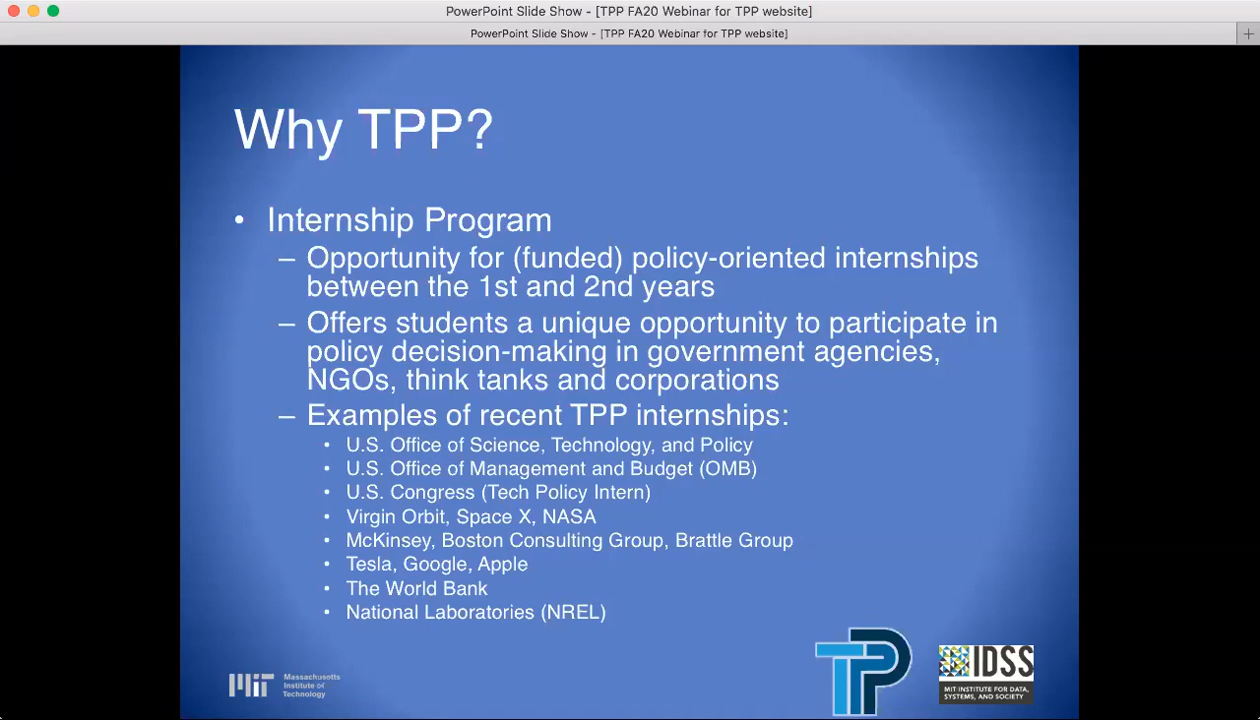 PowerPoint Slide Show - [TPP FA20 Webinar for TPP website]
PowerPoint Slide Show - [TPP FA20 Webinar for TPP website]
Why TPP?
• Internship Program
– Opportunity for (funded) policy-oriented internships
between the 1st and 2nd years
– Offers students a unique opportunity to participate in
policy decision-making in government agencies,
NGOs, think tanks and corporations
– Examples of recent TPP internships:
• U.S. Office of Science, Technology, and Policy
• U.S. Office of Management and Budget (OMB)
• U.S. Congress (Tech Policy Intern)
• Virgin Orbit, Space X, NASA
• McKinsey, Boston Consulting Group, Brattle Group
• Tesla, Google, Apple
• The World Bank
• National Laboratories (NREL)
MIT
Massachusetts
Institute of
Technology
TPP
IDSS
MIT INSTITUTE FOR DATA,
SYSTEMS, AND SOCIETY